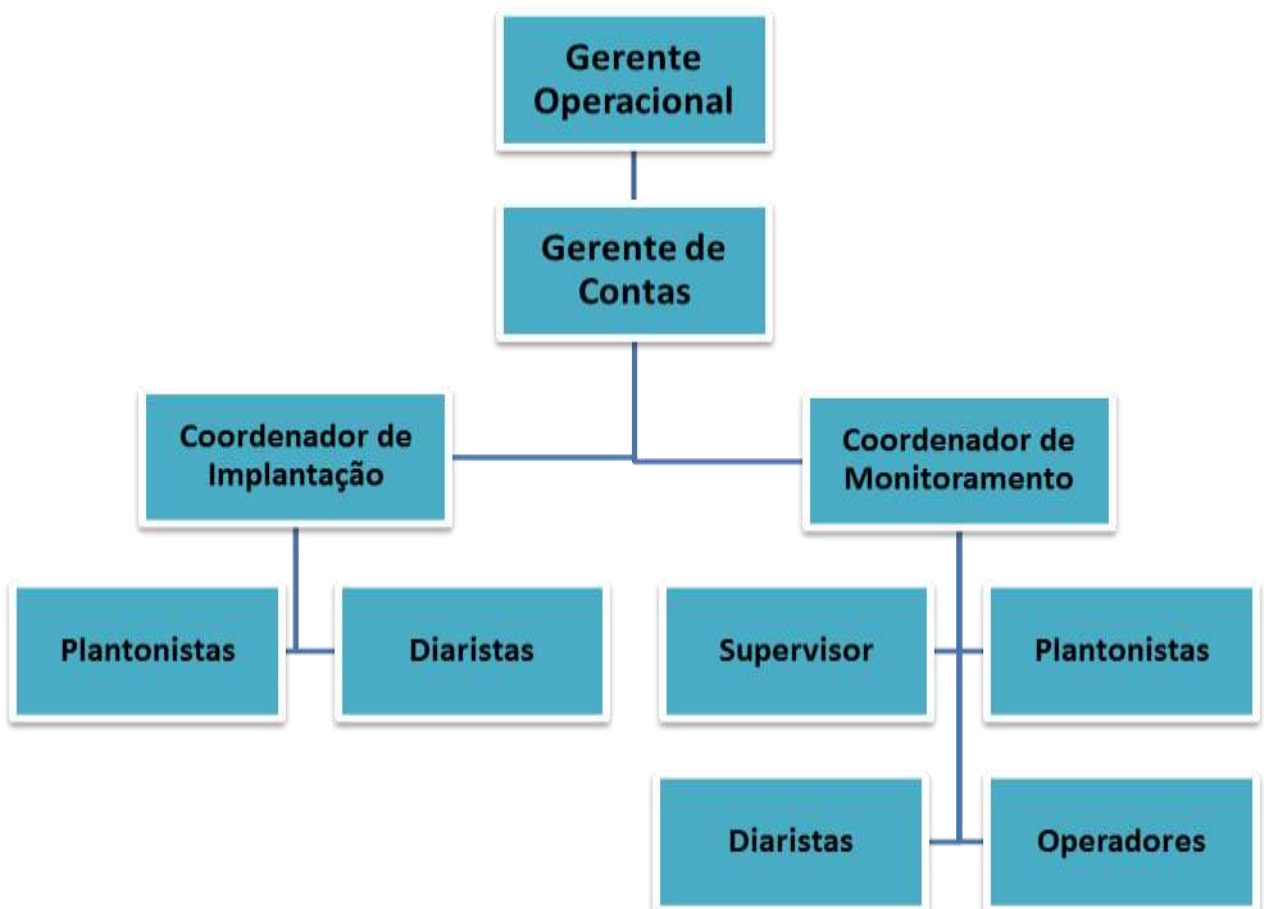 Gerente
Operacional
Gerente de
Contas
Coordenador de
Implantação
Coordenador de
Monitoramento
Plantonistas
Diaristas
Supervisor
Plantonistas
Diaristas
Operadores